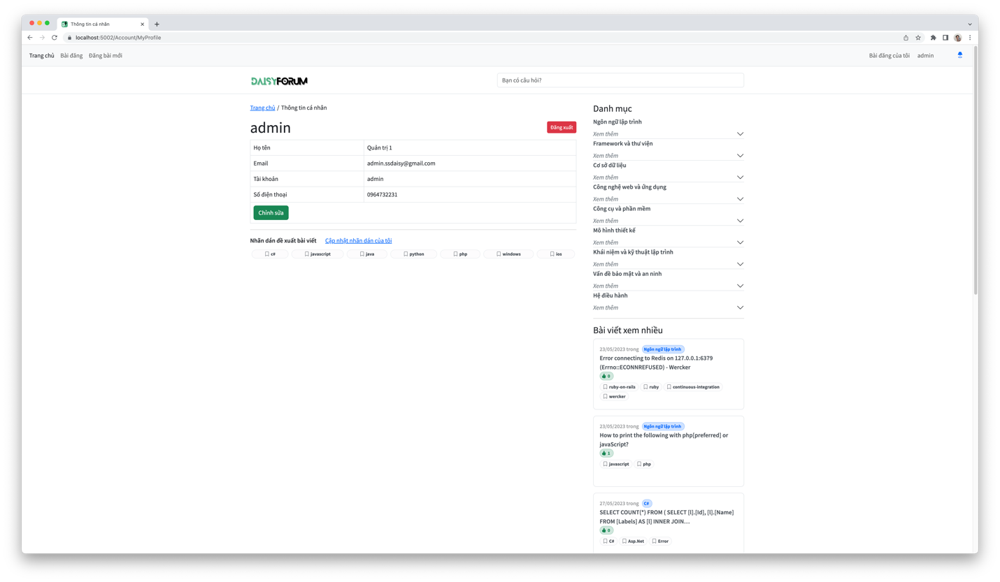 Thông tin cá nhân
localhost:5002/Account/MyProfile
Trang chủ Bài đăng Đăng bài mới Bài đăng của tôi admin
DAISYFORUM Bạn có câu hỏi?
Trang chủ / Thông tin cá nhân
admin Đăng xuất
Họ tên Quản trị 1
Email admin.ssdaisy@gmail.com
Tài khoản admin
Số điện thoại 0964732231
Chỉnh sửa
Nhãn dán đề xuất bài viết Cập nhật nhãn dán của tôi
c# javascript java python php windows ios
Danh mục
Ngôn ngữ lập trình
Xem thêm
Framework và thư viện
Xem thêm
Cơ sở dữ liệu
Xem thêm
Công nghệ web và ứng dụng
Xem thêm
Công cụ và phần mềm
Xem thêm
Mô hình thiết kế
Xem thêm
Khái niệm và kỹ thuật lập trình
Xem thêm
Vấn đề bảo mật và an ninh
Xem thêm
Hệ điều hành
Xem thêm
Bài viết xem nhiều
23/05/2023 trong Ngôn ngữ lập trình
Error connecting to Redis on 127.0.0.1:6379
(Errno::ECONNREFUSED) - Wercker
0
ruby-on-rails ruby continuous-integration
wercker
23/05/2023 trong Ngôn ngữ lập trình
How to print the following with php[preferred] or
javaScript?
1
javascript php
27/05/2023 trong C#
SELECT COUNT(*) FROM ( SELECT [l].[Id], [l].[Name]
FROM [Labels] AS [l] INNER JOIN…
0
C# Asp.Net Error